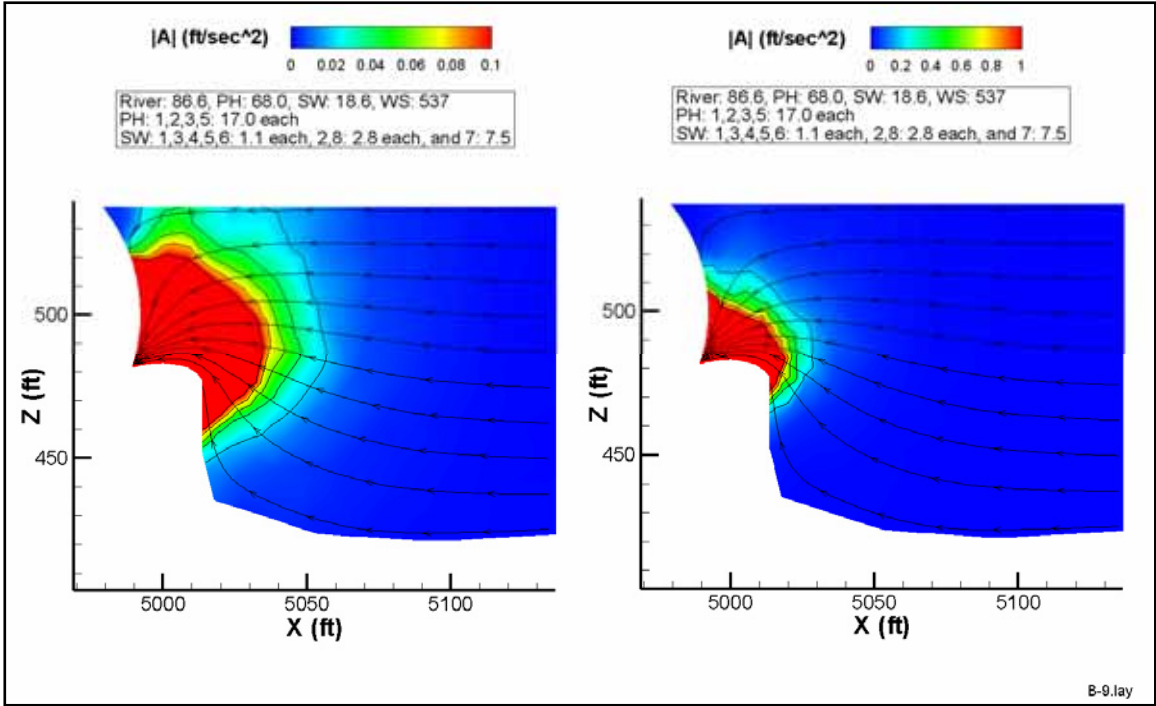 |A| (ft/sec^2)
0 0.02 0.04 0.06 0.08 0.1
River: 86.6, PH: 68.0, SW: 18.6, WS: 537
PH: 1,2,3,5: 17.0 each
SW: 1,3,4,5,6: 1.1 each, 2,8: 2.8 each, and 7: 7.5
|A| (ft/sec^2)
0 0.2 0.4 0.6 0.8 1
River: 86.6, PH: 68.0, SW: 18.6, WS: 537
PH: 1,2,3,5: 17.0 each
SW: 1,3,4,5,6: 1.1 each, 2,8: 2.8 each, and 7: 7.5
Z (ft)
500
450
5000 5050 5100
X (ft)
Z (ft)
500
450
5000 5050 5100
X (ft)
B-9.lay